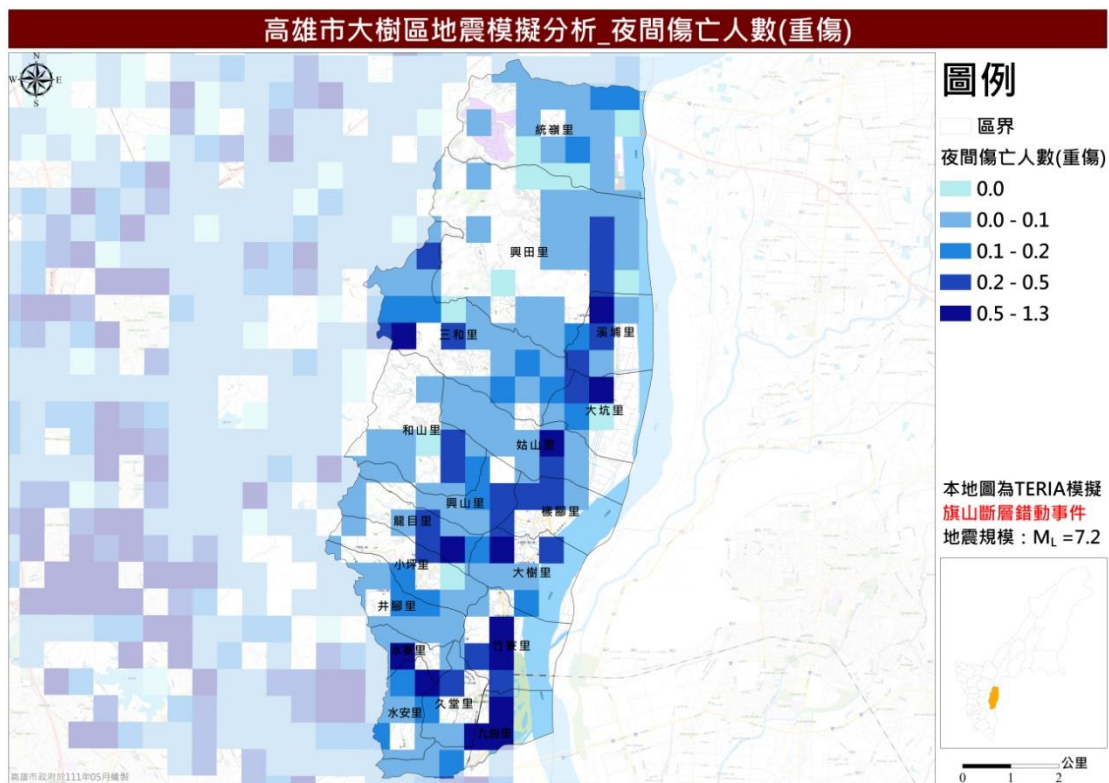 高雄市大樹區地震模擬分析_夜間傷亡人數(重傷)
N
W E
S
圖例
區界
夜間傷亡人數(重傷)
0.0
0.0 - 0.1
0.1 - 0.2
0.2 - 0.5
0.5 - 1.3
統嶺里
興田里
三和里
溪埔里
大坑里
和山里
姑山里
興山里
樣腳里
龍目里
小坪里
大樹里
井腳里
竹寮里
水寮里
久堂里
水安里
九曲里
本地圖為TERIA模擬
旗山斷層錯動事件
地震規模：ML =7.2
公里
0 1 2
高雄市政府於111年05月繪製